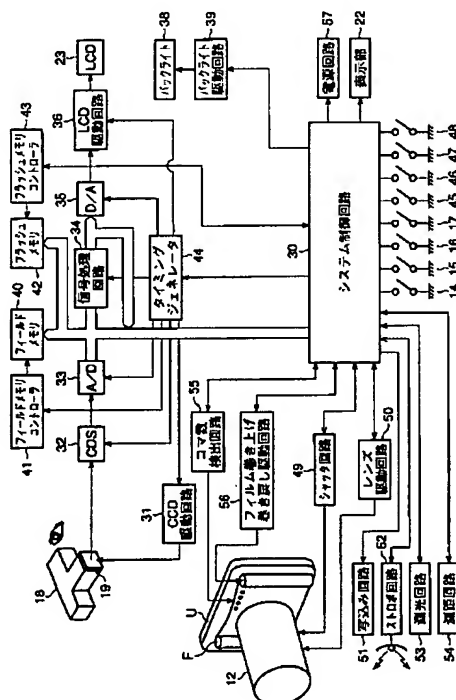 43
フラッシュメモリ
コントローラ
42
フラッシュ
メモリ
40
フィールド
メモリ
41
フィールドメモリ
コントローラ
18
19
32
CDS
33
A/D
34
信号処理
回路
35
D/A
36
LCD
駆動回路
23
LCD
38
バックライト
39
バックライト
駆動回路
44
タイミング
ジェネレータ
31
CCD
駆動回路
55
コマ数
検出回路
56
フィルム巻き上げ
巻き戻し駆動回路
U
F
12
49
シャッタ回路
50
レンズ
駆動回路
30
システム制御回路
57
電源回路
22
表示部
51
写込み回路
52
ストロボ回路
53
測光回路
54
測距回路
14
15
16
17
45
46
47
48